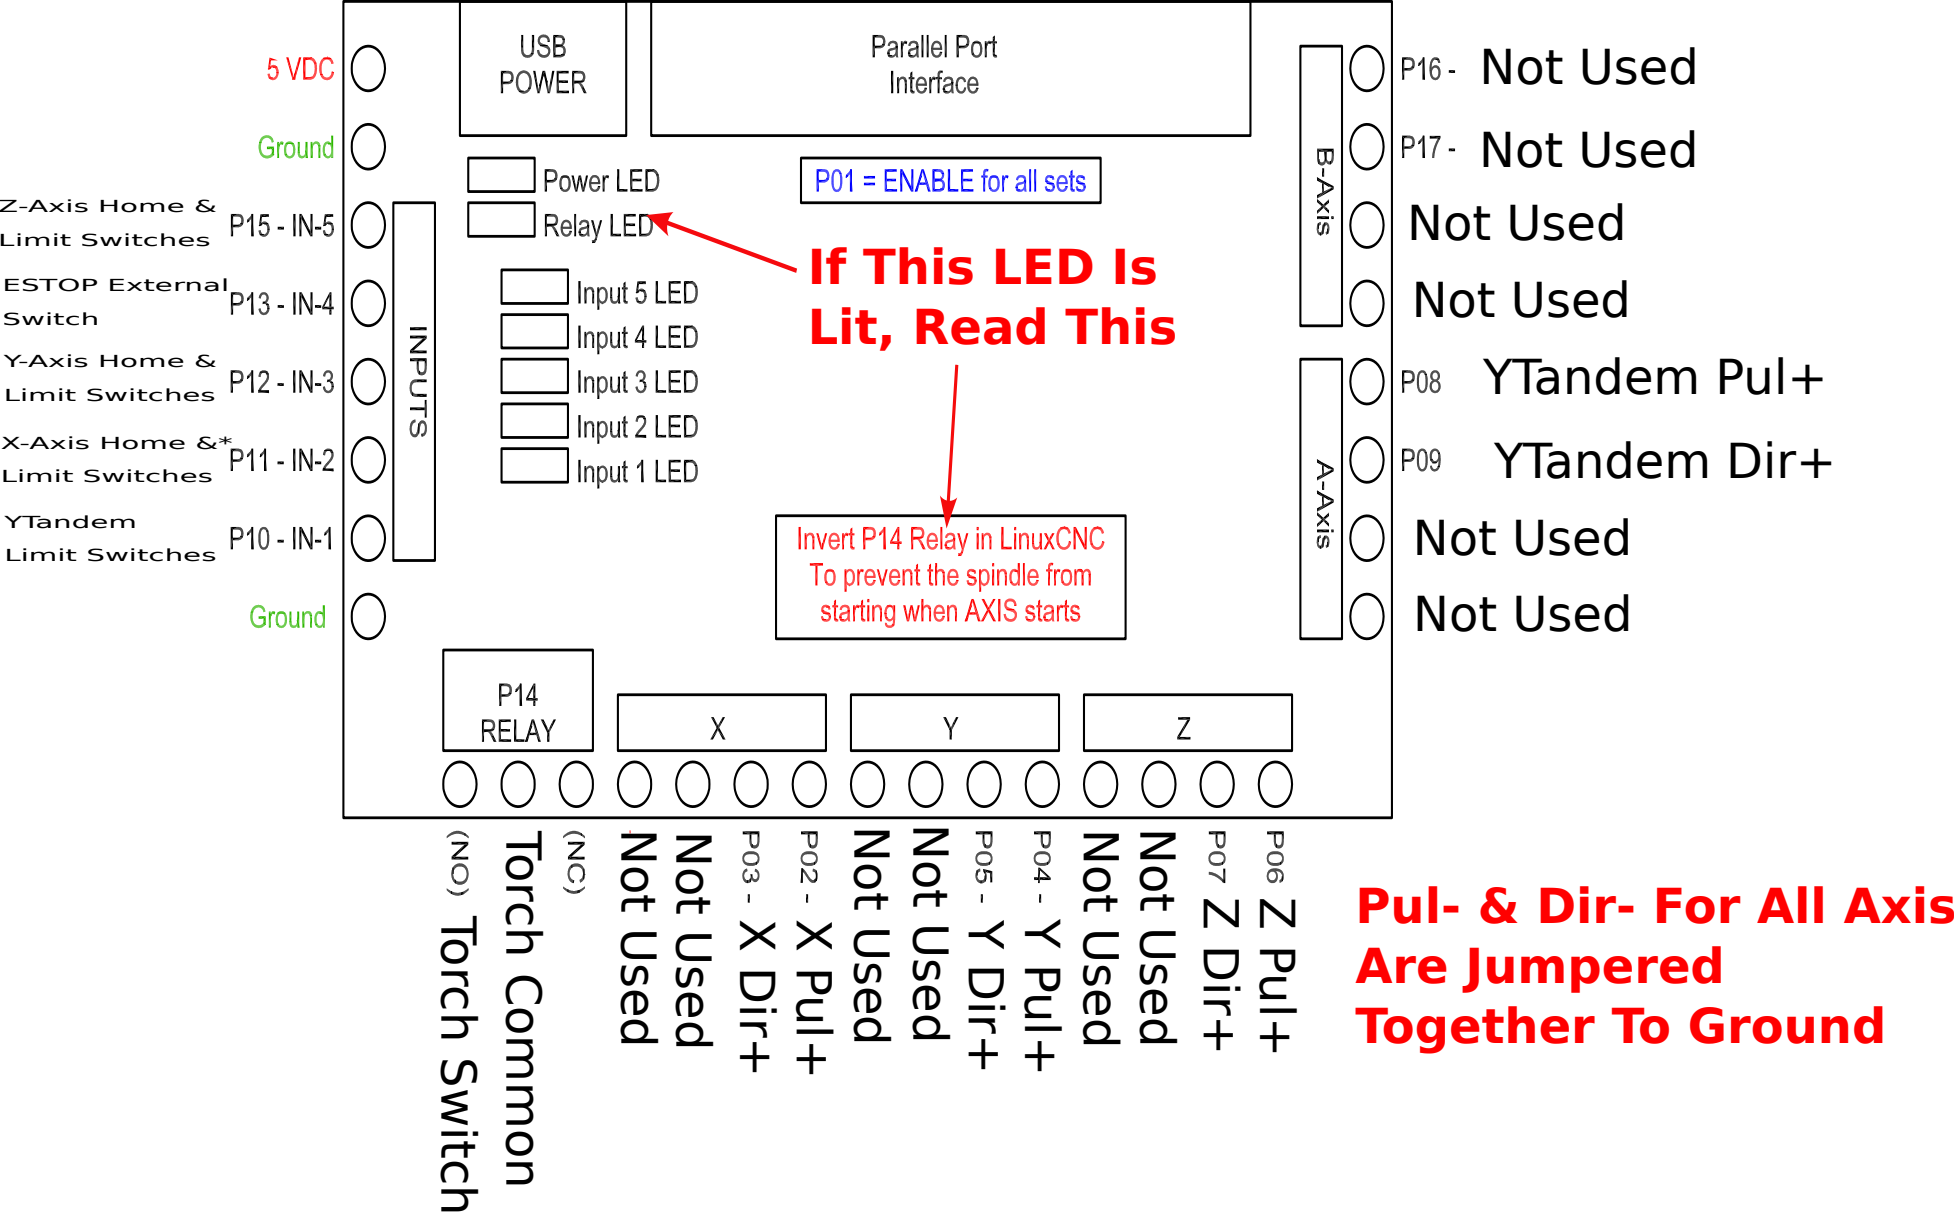 USB
POWER
Parallel Port
Interface
5 VDC
Ground
Z-Axis Home &
Limit Switches
P15 - IN-5
ESTOP External
Switch
P13 - IN-4
Y-Axis Home &
Limit Switches
P12 - IN-3
X-Axis Home &*
Limit Switches
P11 - IN-2
YTandem
Limit Switches
P10 - IN-1
Ground
INPUTS
Power LED
Relay LED
Input 5 LED
Input 4 LED
Input 3 LED
Input 2 LED
Input 1 LED
P01 = ENABLE for all sets
If This LED Is
Lit, Read This
Invert P14 Relay in LinuxCNC
To prevent the spindle from
starting when AXIS starts
B-Axis
P16 - Not Used
P17 - Not Used
Not Used
Not Used
A-Axis
P08 YTandem Pul+
P09 YTandem Dir+
Not Used
Not Used
P14
RELAY
X
Y
Z
(NO) Torch Switch
Torch Common
(NC)
Not Used
Not Used
P03 - X Dir+
P02 - X Pul+
Not Used
Not Used
P05 - Y Dir+
P04 - Y Pul+
Not Used
Not Used
P07 Z Dir+
P06 Z Pul+
Pul- & Dir- For All Axis
Are Jumpered
Together To Ground